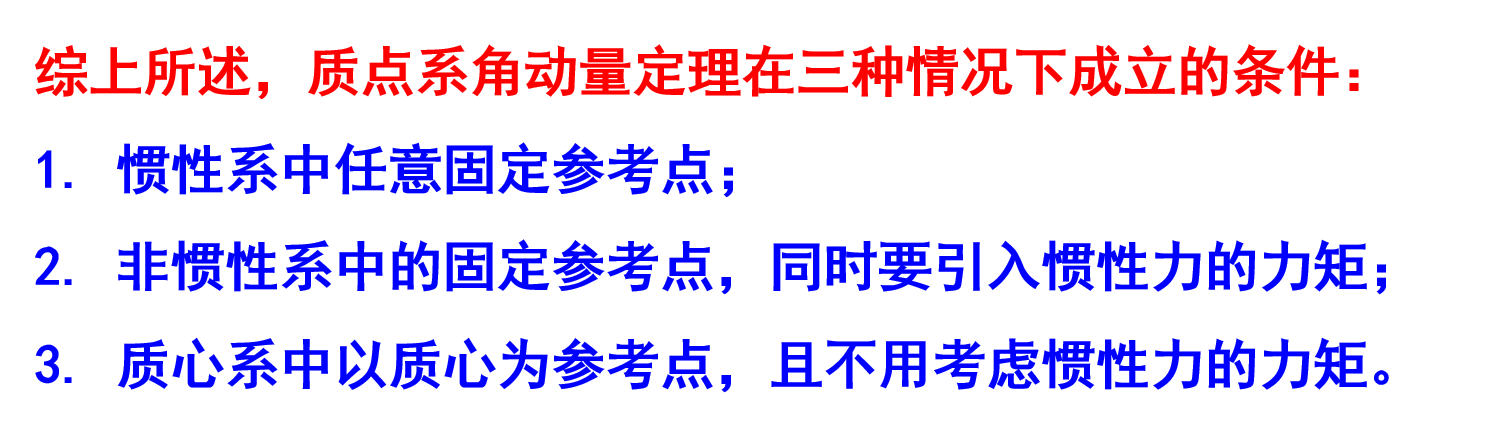 综上所述，质点系角动量定理在三种情况下成立的条件：
1. 惯性系中任意固定参考点；
2. 非惯性系中的固定参考点，同时要引入惯性力的力矩；
3. 质心系中以质心为参考点，且不用考虑惯性力的力矩。